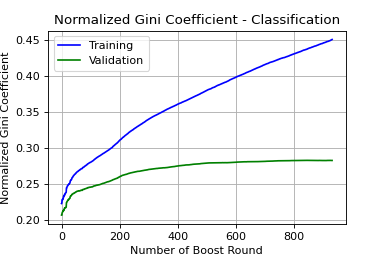 Normalized Gini Coefficient - Classification
Normalized Gini Coefficient
0.45
0.40
0.35
0.30
0.25
0.20
Training
Validation
0 200 400 600 800
Number of Boost Round